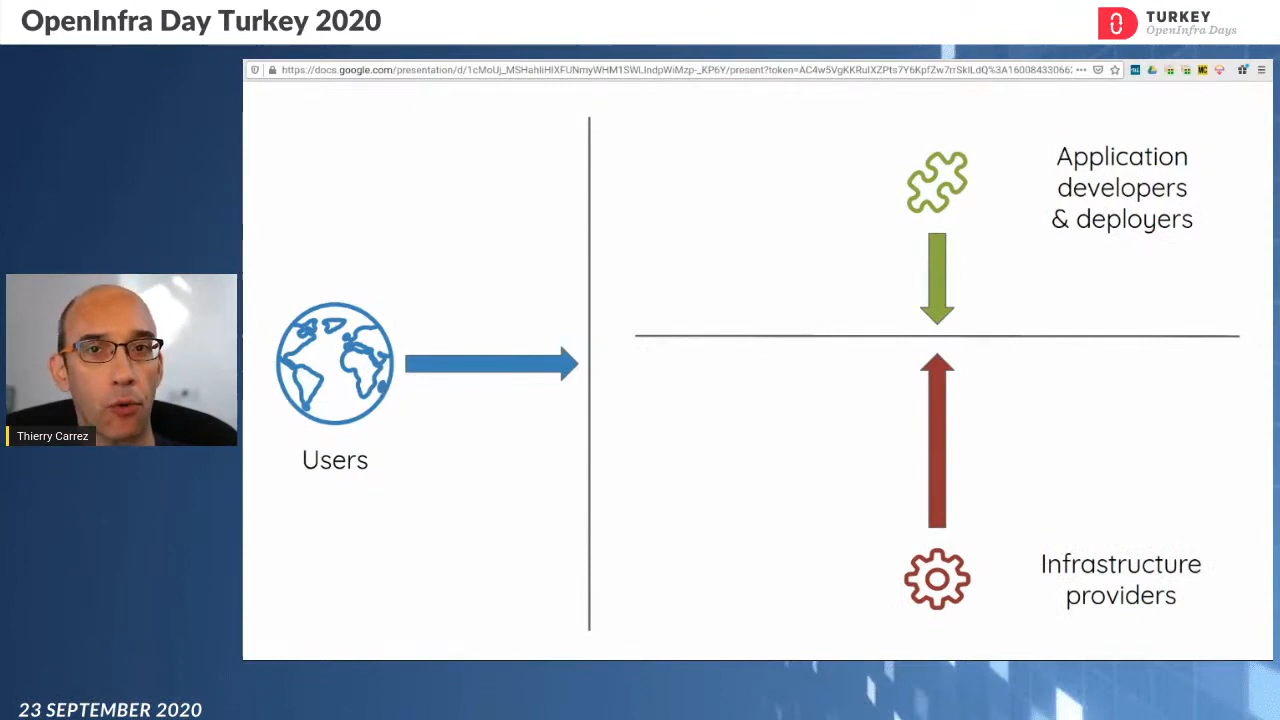 OpenInfra Day Turkey 2020
TURKEY
OpenInfra Days
Application
developers
& deployers
Users
Thierry Carrez
Infrastructure
providers
23 SEPTEMBER 2020